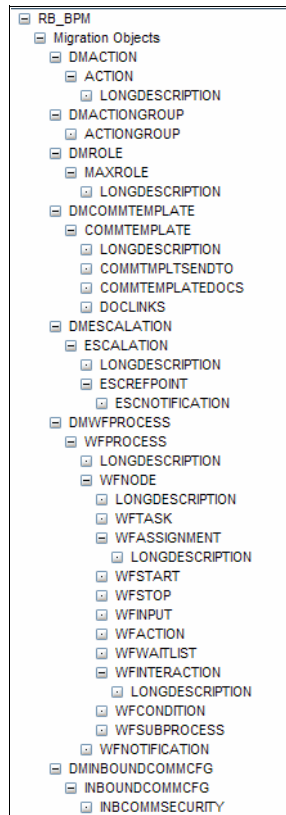 RB_BPM
Migration Objects
DMACTION
ACTION
LONGDESCRIPTION
DMACTIONGROUP
ACTIONGROUP
DMROLE
MAXROLE
LONGDESCRIPTION
DMCOMMTEMPLATE
COMMTEMPLATE
LONGDESCRIPTION
COMMTMPLTSENDTO
COMMTEMPLATEDOCS
DOCLINKS
DMESCALATION
ESCALATION
LONGDESCRIPTION
ESCREFPOINT
ESCNOTIFICATION
DMWFPROCESS
WFPROCESS
LONGDESCRIPTION
WFNODE
LONGDESCRIPTION
WFTASK
WFASSIGNMENT
LONGDESCRIPTION
WFSTART
WFSTOP
WFINPUT
WFACTION
WFWAITLIST
WFINTERACTION
LONGDESCRIPTION
WFCONDITION
WFSUBPROCESS
WFNOTIFICATION
DMINBOUNDCOMMCFG
INBOUNDCOMMCFG
INBCOMMSECURITY